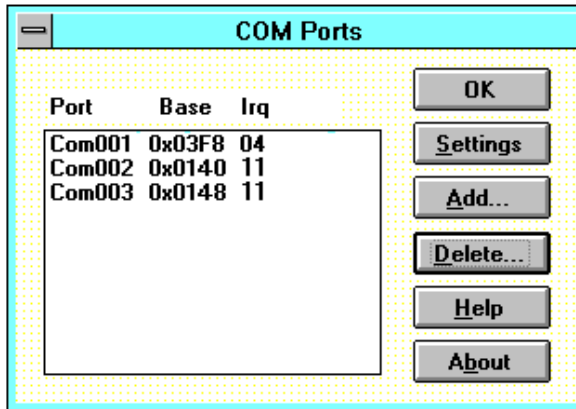 COM Ports
Port Base Irq
Com001 0x03F8 04
Com002 0x0140 11
Com003 0x0148 11
OK
Settings
Add...
Delete...
Help
About